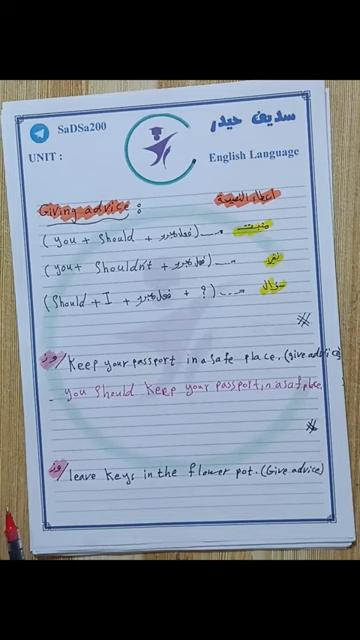 SaDSa200
سديف حيدر
UNIT :
English Language
Giving advice :
أعطاء النصيحة
(you + should + فعل مجرد) مثبت
(you + shouldn't + فعل مجرد) نفي
(Should + I + فعل مجرد + ?) سؤال
Keep your passport in a safe place. (give advice)
you should keep your passport in a safe place
leave keys in the flower pot. (Give advice)